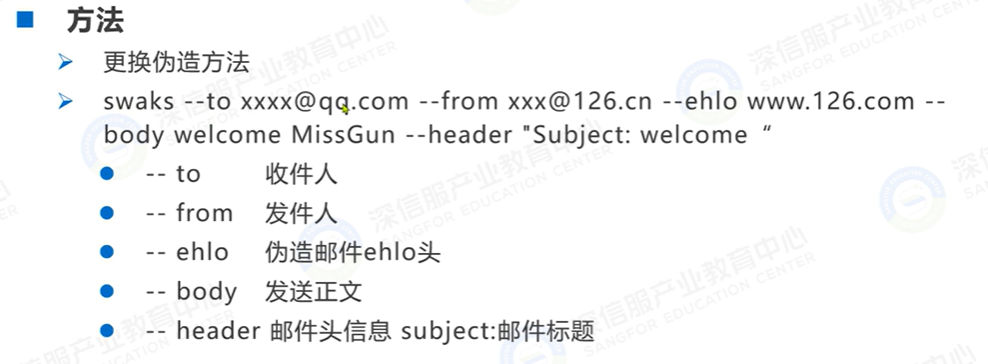 方法
更换伪造方法
swaks --to xxxx@qq.com --from xxx@126.cn --ehlo www.126.com --
body welcome MissGun --header "Subject: welcome “
-- to 收件人
-- from 发件人
-- ehlo 伪造邮件ehlo头
-- body 发送正文
-- header 邮件头信息 subject:邮件标题
深信服产业教育中心
SANGFOR EDUCATION CENTER